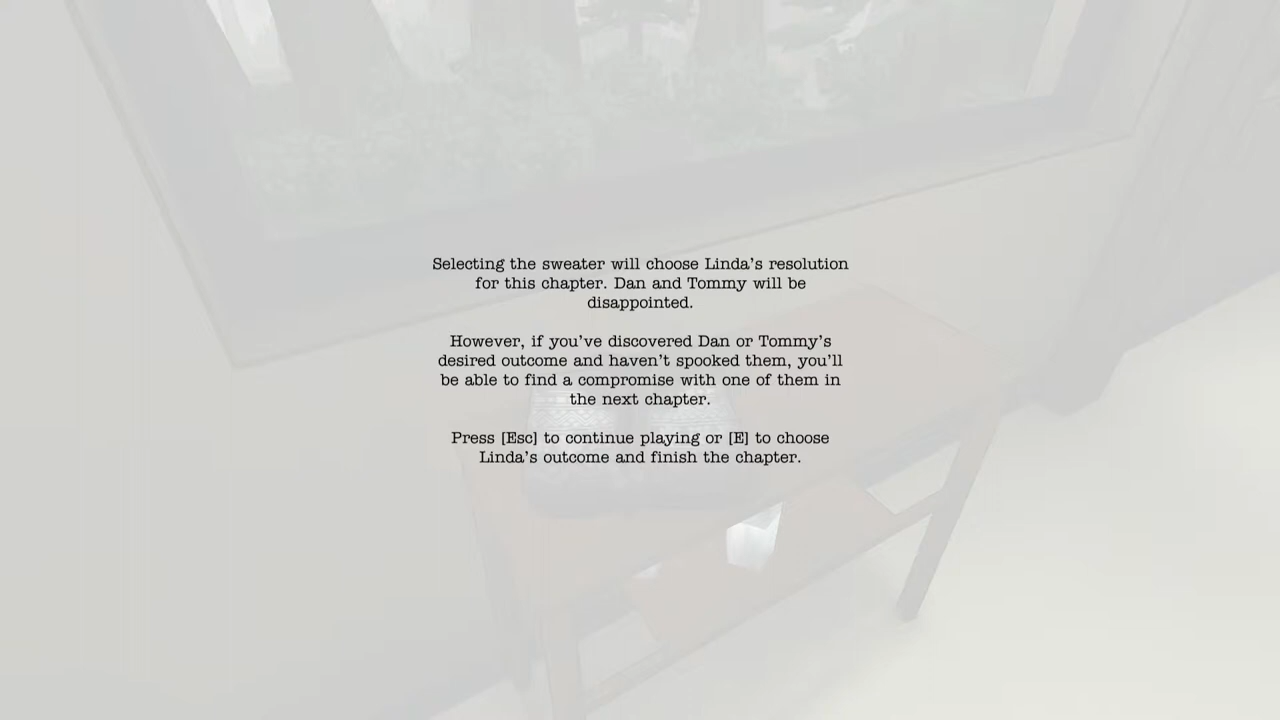 Selecting the sweater will choose Linda's resolution
for this chapter. Dan and Tommy will be
disappointed.
However, if you've discovered Dan or Tommy's
desired outcome and haven't spooked them, you'll
be able to find a compromise with one of them in
the next chapter.
Press [Esc] to continue playing or [E] to choose
Linda's outcome and finish the chapter.